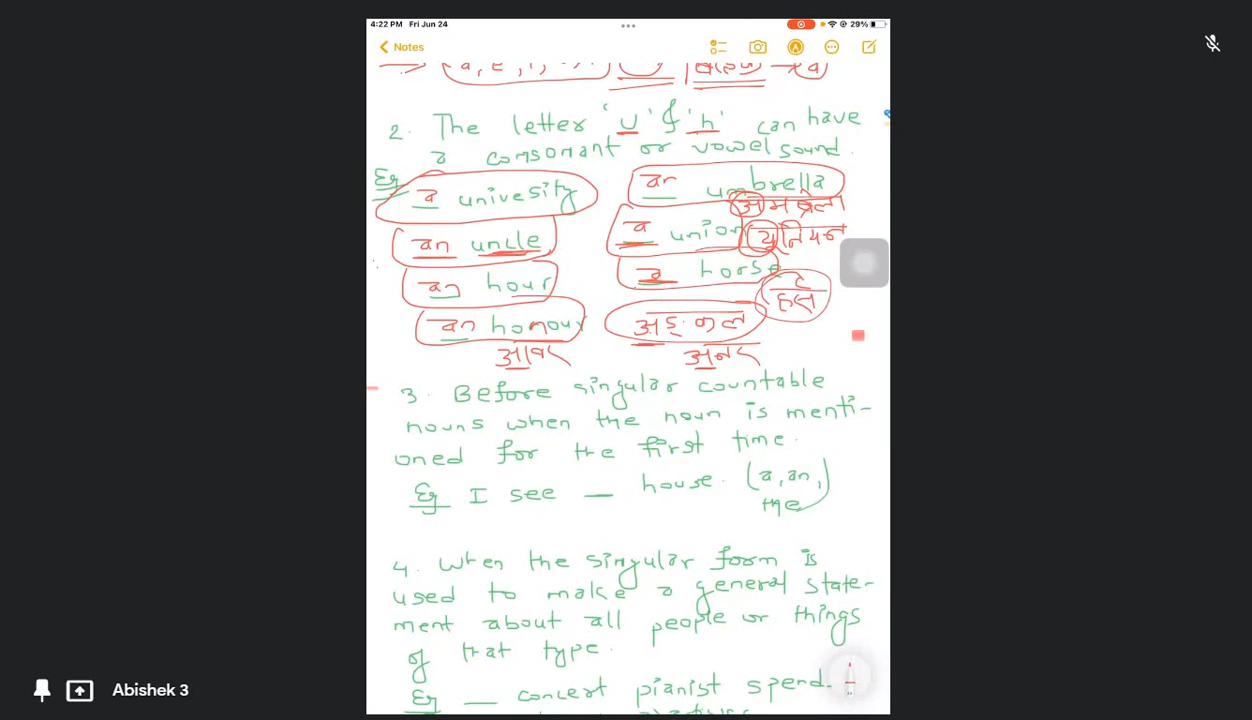 4:22 PM Fri Jun 24
29%
Notes
2. The letter 'U' & 'h' can have
a consonant or vowel sound.
Eg a univesity an umbrella
अमब्रेला
an uncle a union यूनियन
an hour a horse
an honour अङ्कल
आवर अनर
3. Before singular countable
nouns when the noun is menti-
oned for the first time.
Eg I see — house. (a, an,
the)
4. When the singular form is
used to make a general state-
ment about all people or things
of that type.
Eg — concert pianist spend
Abishek 3